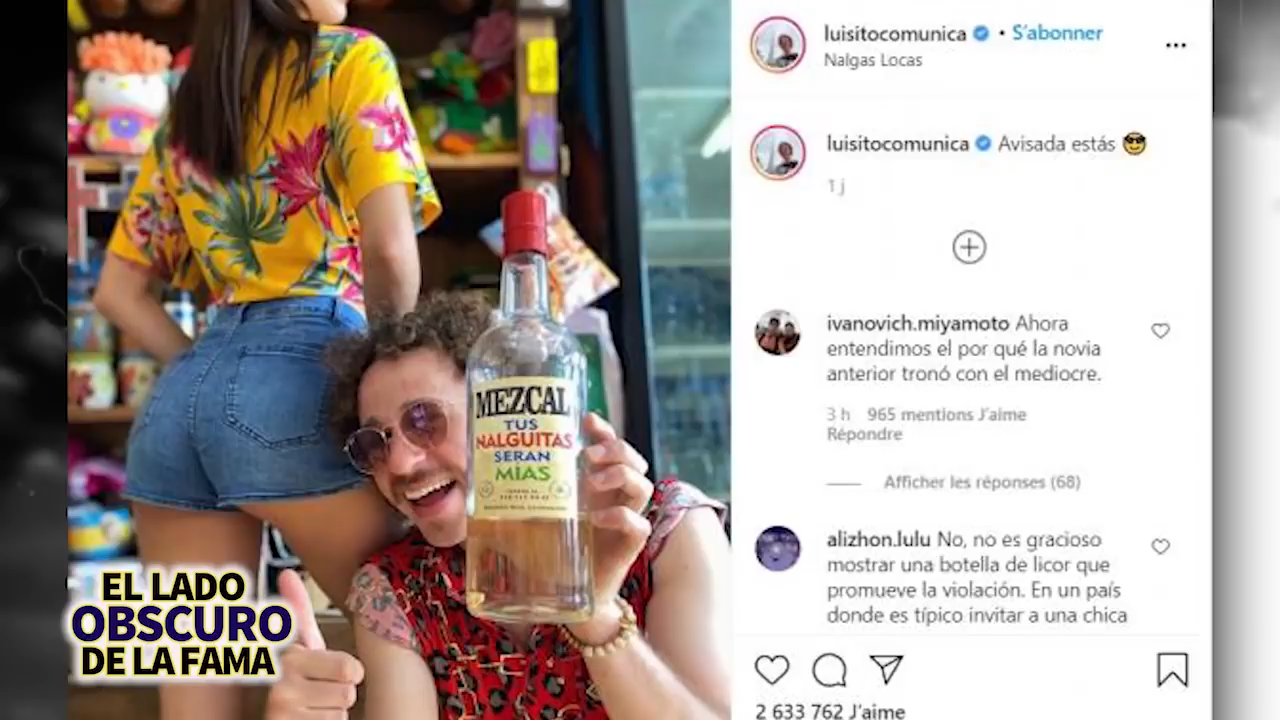 luisitocomunica • S'abonner
Nalgas Locas
luisitocomunica Avisada estás 😎
1 j
ivanovich.miyamoto Ahora
entendimos el por qué la novia
anterior tronó con el mediocre.
3 h 965 mentions J'aime
Répondre
Afficher les réponses (68)
alizhon.lulu No, no es gracioso
mostrar una botella de licor que
promueve la violación. En un país
donde es típico invitar a una chica
2 633 762 J'aime
MEZCAL
TUS
NALGUITAS
SERAN
MÍAS
EL LADO
OBSCURO
DE LA FAMA